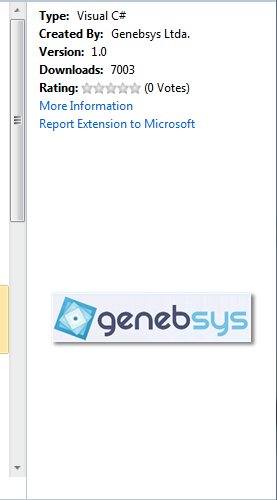 Type: Visual C#
Created By: Genebsys Ltda.
Version: 1.0
Downloads: 7003
Rating: (0 Votes)
More Information
Report Extension to Microsoft
genebsys